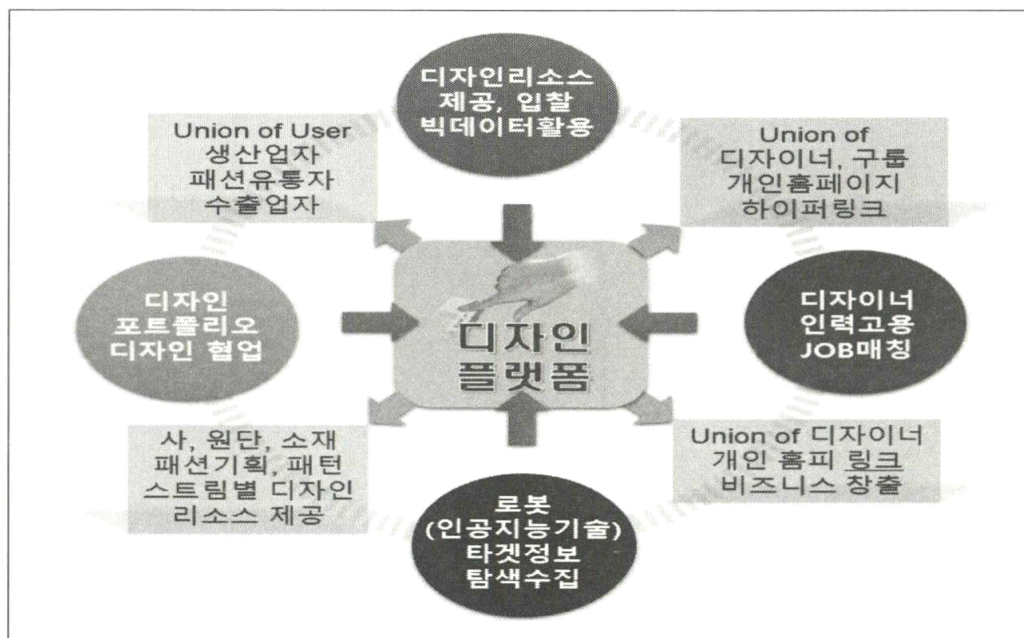 디자인리소스
제공, 입찰
빅데이터활용
Union of User
생산업자
패션유통자
수출업자
Union of
디자이너, 구룹
개인홈페이지
하이퍼링크
디자인
포트폴리오
디자인 협업
디자인
플랫폼
디자이너
인력고용
JOB매칭
사, 원단, 소재
패션기획, 패턴
스트림별 디자인
리소스 제공
Union of 디자이너
개인 홈피 링크
비즈니스 창출
로봇
(인공지능기술)
타겟정보
탐색수집